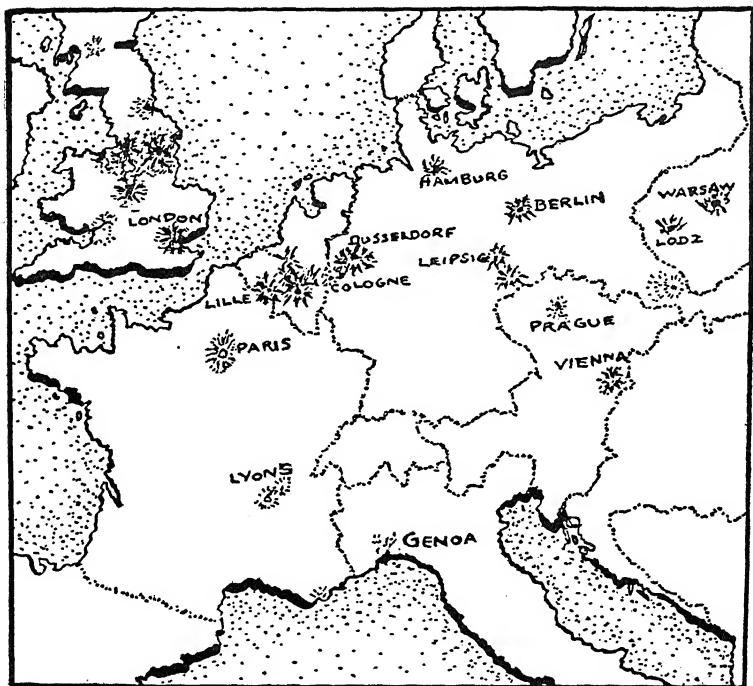 HAMBURG
BERLIN
WARSAW
LODZ
LONDON
DUSSELDORF
LEIPSIG
COLOGNE
LILLE
PRAGUE
PARIS
VIENNA
LYONS
GENOA